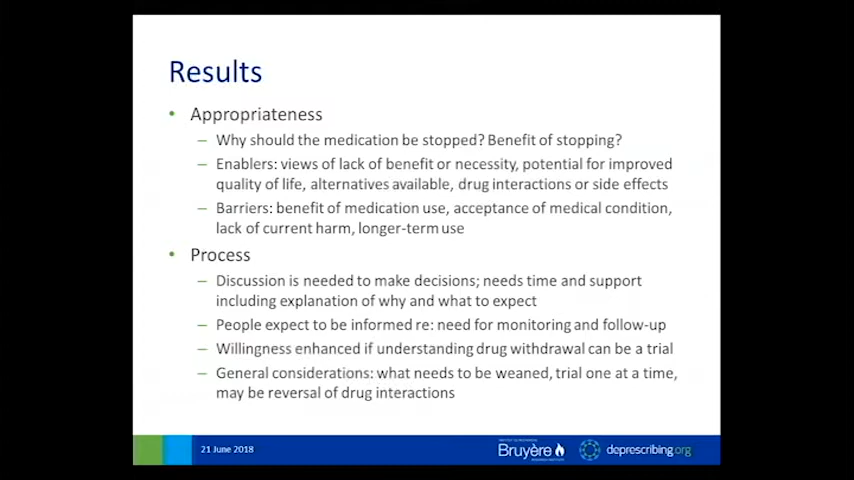 Results
• Appropriateness
– Why should the medication be stopped? Benefit of stopping?
– Enablers: views of lack of benefit or necessity, potential for improved
quality of life, alternatives available, drug interactions or side effects
– Barriers: benefit of medication use, acceptance of medical condition,
lack of current harm, longer-term use
• Process
– Discussion is needed to make decisions; needs time and support
including explanation of why and what to expect
– People expect to be informed re: need for monitoring and follow-up
– Willingness enhanced if understanding drug withdrawal can be a trial
– General considerations: what needs to be weaned, trial one at a time,
may be reversal of drug interactions
21 June 2018
Bruyère
deprescribing.org